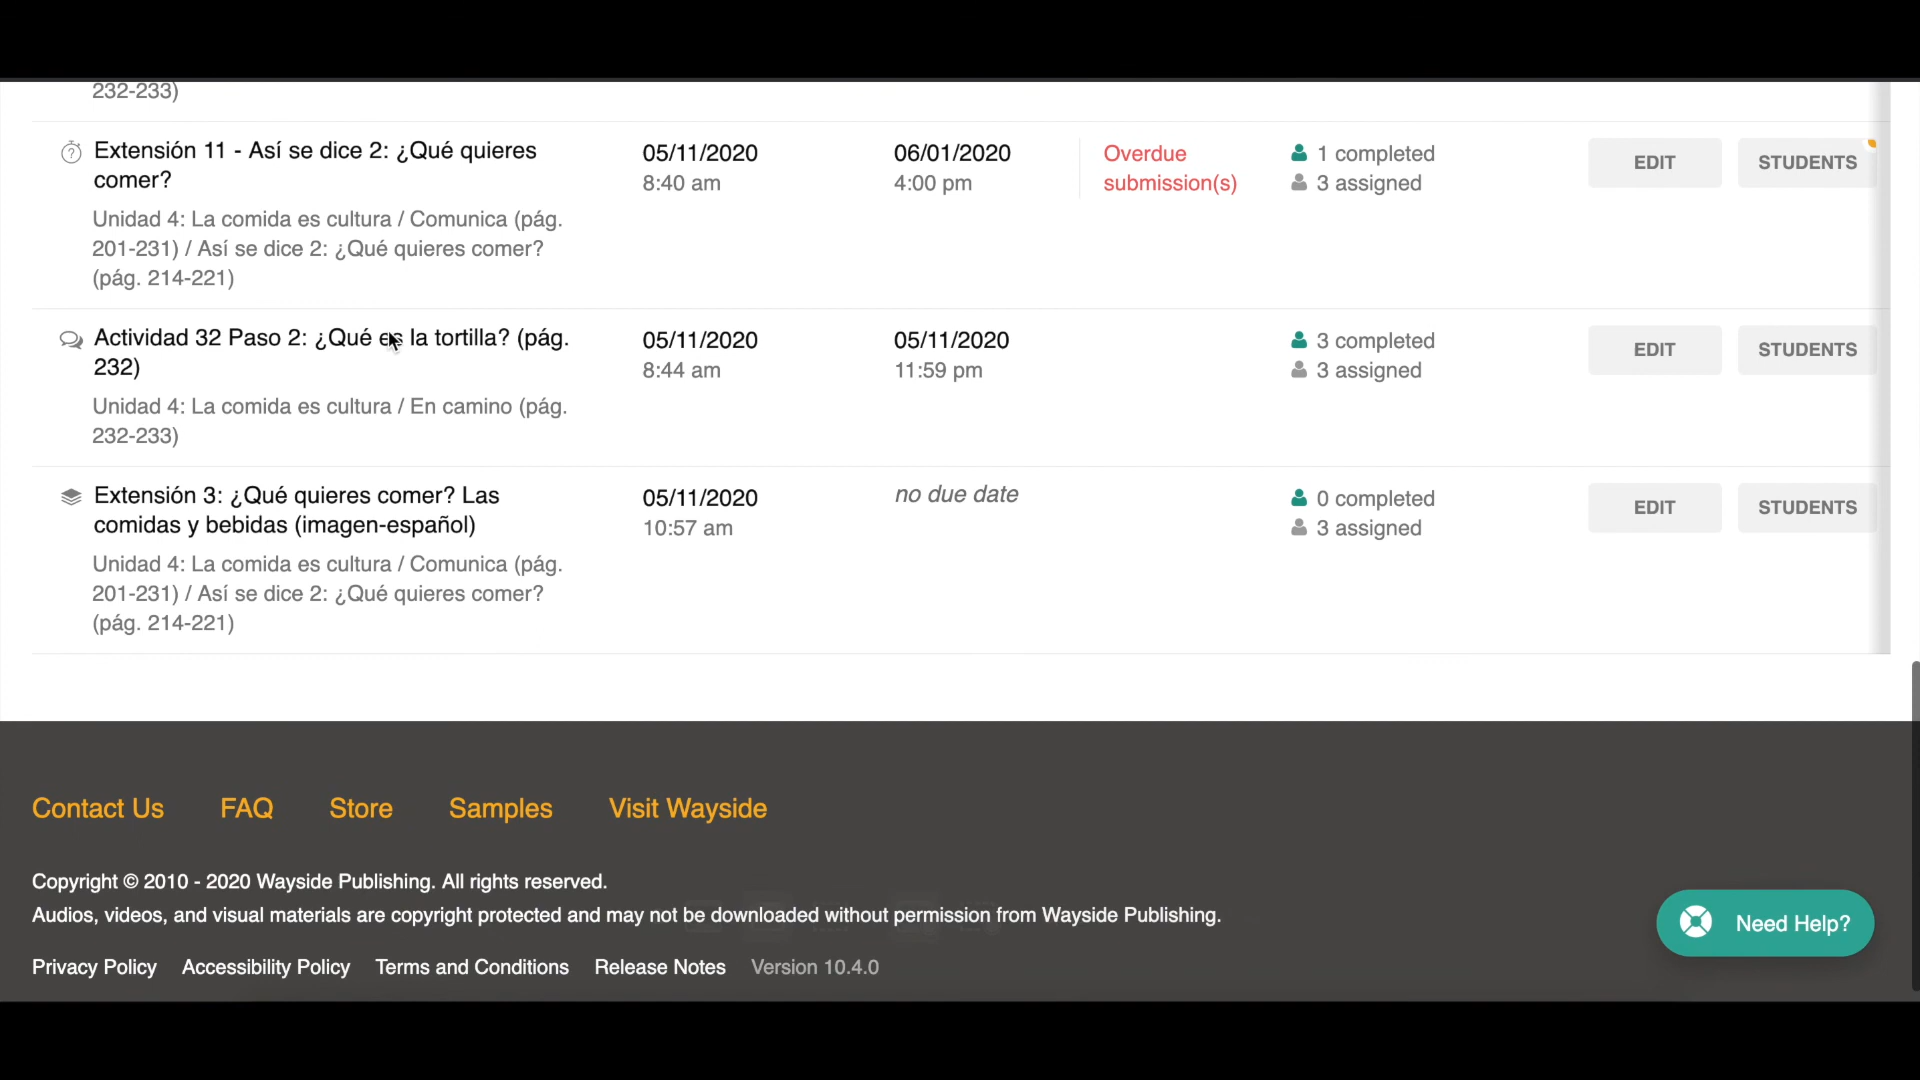 232-233)
Extensión 11 - Así se dice 2: ¿Qué quieres
comer?
Unidad 4: La comida es cultura / Comunica (pág.
201-231) / Así se dice 2: ¿Qué quieres comer?
(pág. 214-221)
05/11/2020
8:40 am
06/01/2020
4:00 pm
Overdue
submission(s)
1 completed
3 assigned
EDIT
STUDENTS
Actividad 32 Paso 2: ¿Qué es la tortilla? (pág.
232)
Unidad 4: La comida es cultura / En camino (pág.
232-233)
05/11/2020
8:44 am
05/11/2020
11:59 pm
3 completed
3 assigned
EDIT
STUDENTS
Extensión 3: ¿Qué quieres comer? Las
comidas y bebidas (imagen-español)
Unidad 4: La comida es cultura / Comunica (pág.
201-231) / Así se dice 2: ¿Qué quieres comer?
(pág. 214-221)
05/11/2020
10:57 am
no due date
0 completed
3 assigned
EDIT
STUDENTS
Contact Us
FAQ
Store
Samples
Visit Wayside
Copyright © 2010 - 2020 Wayside Publishing. All rights reserved.
Audios, videos, and visual materials are copyright protected and may not be downloaded without permission from Wayside Publishing.
Privacy Policy
Accessibility Policy
Terms and Conditions
Release Notes
Version 10.4.0
Need Help?